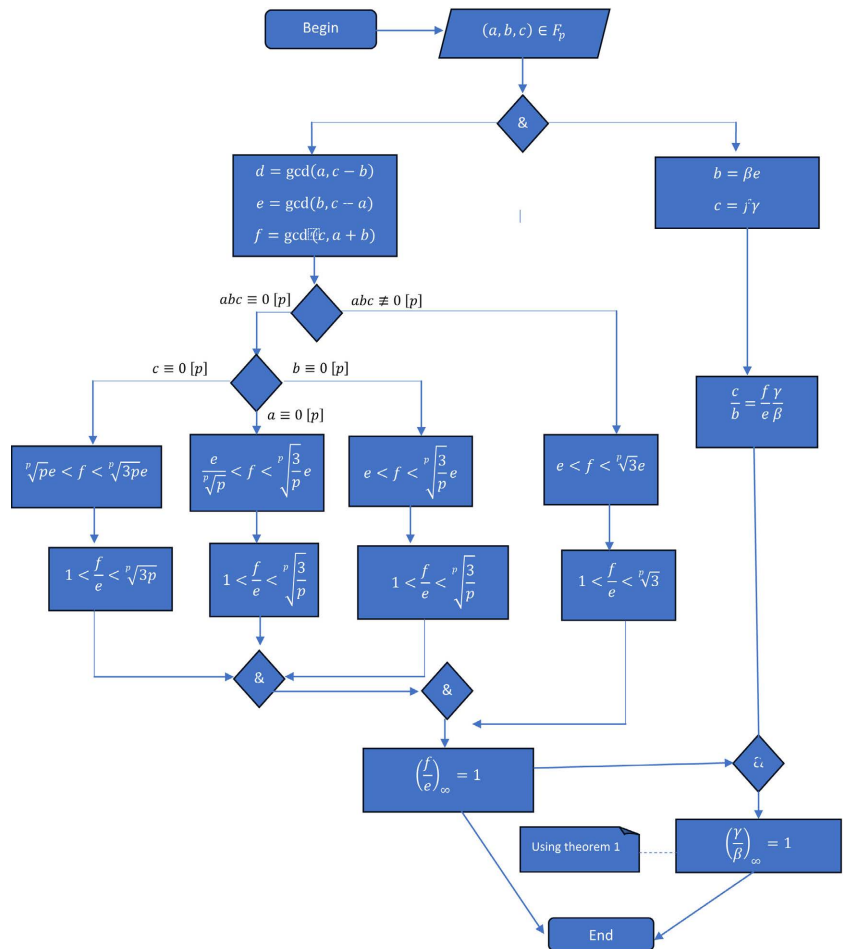 Begin
(a, b, c) ∈ F_p
&
d = gcd(a, c − b)
e = gcd(b, c − a)
f = gcd(c, a + b)
b = βe
c = γ
abc ≡ 0 [p]
abc ≢ 0 [p]
c ≡ 0 [p]
b ≡ 0 [p]
a ≡ 0 [p]
c/b = f/e γ/β
ᵖ√p e < f < ᵖ√3p e
e/ᵖ√p < f < ᵖ√(3/p) e
e < f < ᵖ√(3/p) e
e < f < ᵖ√3 e
1 < f/e < ᵖ√3p
1 < f/e < ᵖ√(3/p)
1 < f/e < ᵖ√(3/p)
1 < f/e < ᵖ√3
&
&
(f/e)_∞ = 1
Using theorem 1
(γ/β)_∞ = 1
End